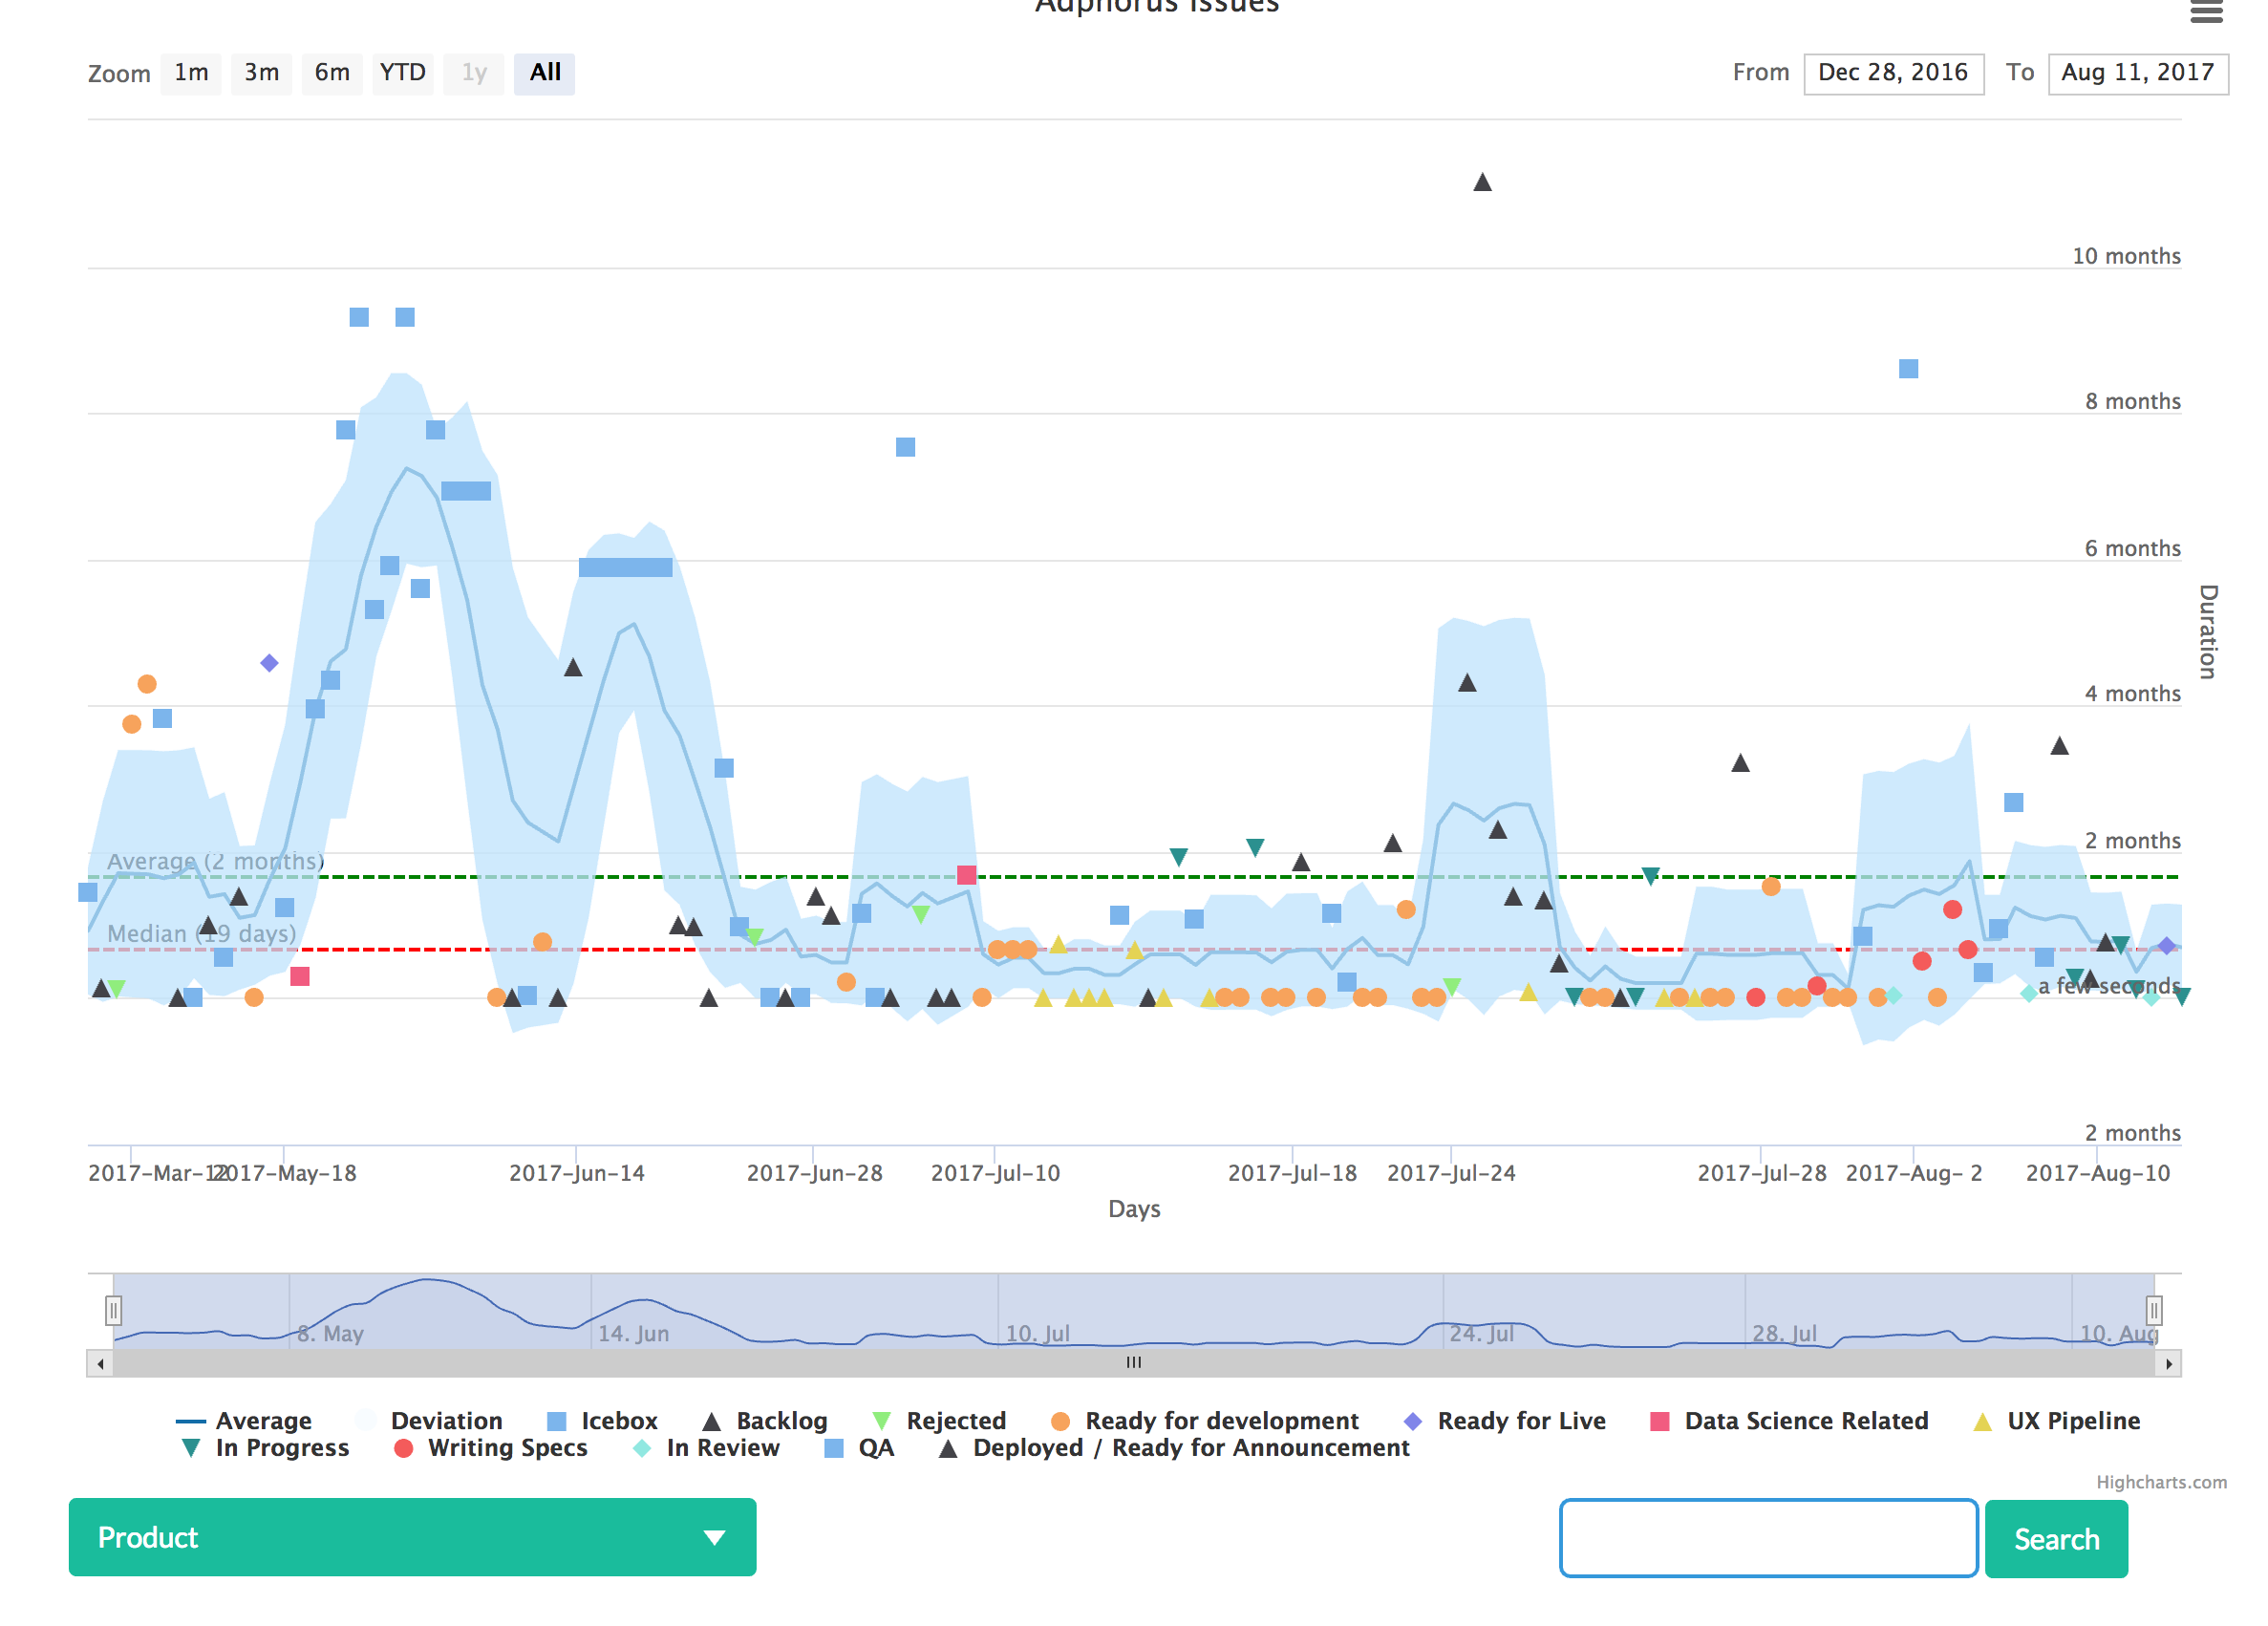 Adphorus Issues
Zoom 1m 3m 6m YTD 1y All From Dec 28, 2016 To Aug 11, 2017
10 months
8 months
6 months
4 months
2 months
a few seconds
2 months
Duration
Average (2 months)
Median (19 days)
2017-Mar-12 2017-May-18 2017-Jun-14 2017-Jun-28 2017-Jul-10 2017-Jul-18 2017-Jul-24 2017-Jul-28 2017-Aug- 2 2017-Aug-10
Days
8. May 14. Jun 10. Jul 24. Jul 28. Jul 10. Aug
Average Deviation Icebox Backlog Rejected Ready for development Ready for Live Data Science Related UX Pipeline
In Progress Writing Specs In Review QA Deployed / Ready for Announcement
Highcharts.com
Product Search